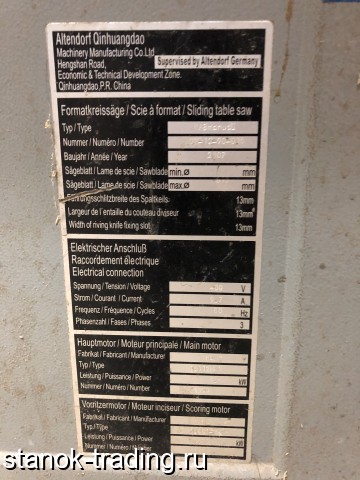 Altendorf Qinhuangdao
Machinery Manufacturing Co.Ltd
Hengshan Road,
Supervised by Altendorf Germany
Economic & Technical Development Zone.
Qinhuangdao,P.R. China
Formatkreissäge / Scie à format / Sliding table saw
Typ / Type
Nummer / Numéro / Number
Baujahr / Année / Year
Sägeblatt / Lame de scie / Sawblade min.ø mm
Sägeblatt / Lame de scie / Sawblade max.ø mm
Führungsschlitzbreite des Spaltkeils 13mm
Largeur de l'entaille du couteau diviseur 13mm
Width of riving knife fixing slot 13mm
Elektrischer Anschluß
Raccordement électrique
Electrical connection
Spannung / Tension / Voltage V
Strom / Courant / Current A
Frequenz / Fréquence / Cycles Hz
Phasenzahl / Fases / Phases 3
Hauptmotor / Moteur principale / Main motor
Fabrikat / Fabricant / Manufacturer
Typ / Type
Leistung / Puissance / Power kW
Nummer / Numéro / Number
Vorritzermotor / Moteur inciseur / Scoring motor
Fabrikat / Fabricant / Manufacturer
Typ / Type
Leistung / Puissance / Power
Nummer / Numéro / Number
stanok-trading.ru